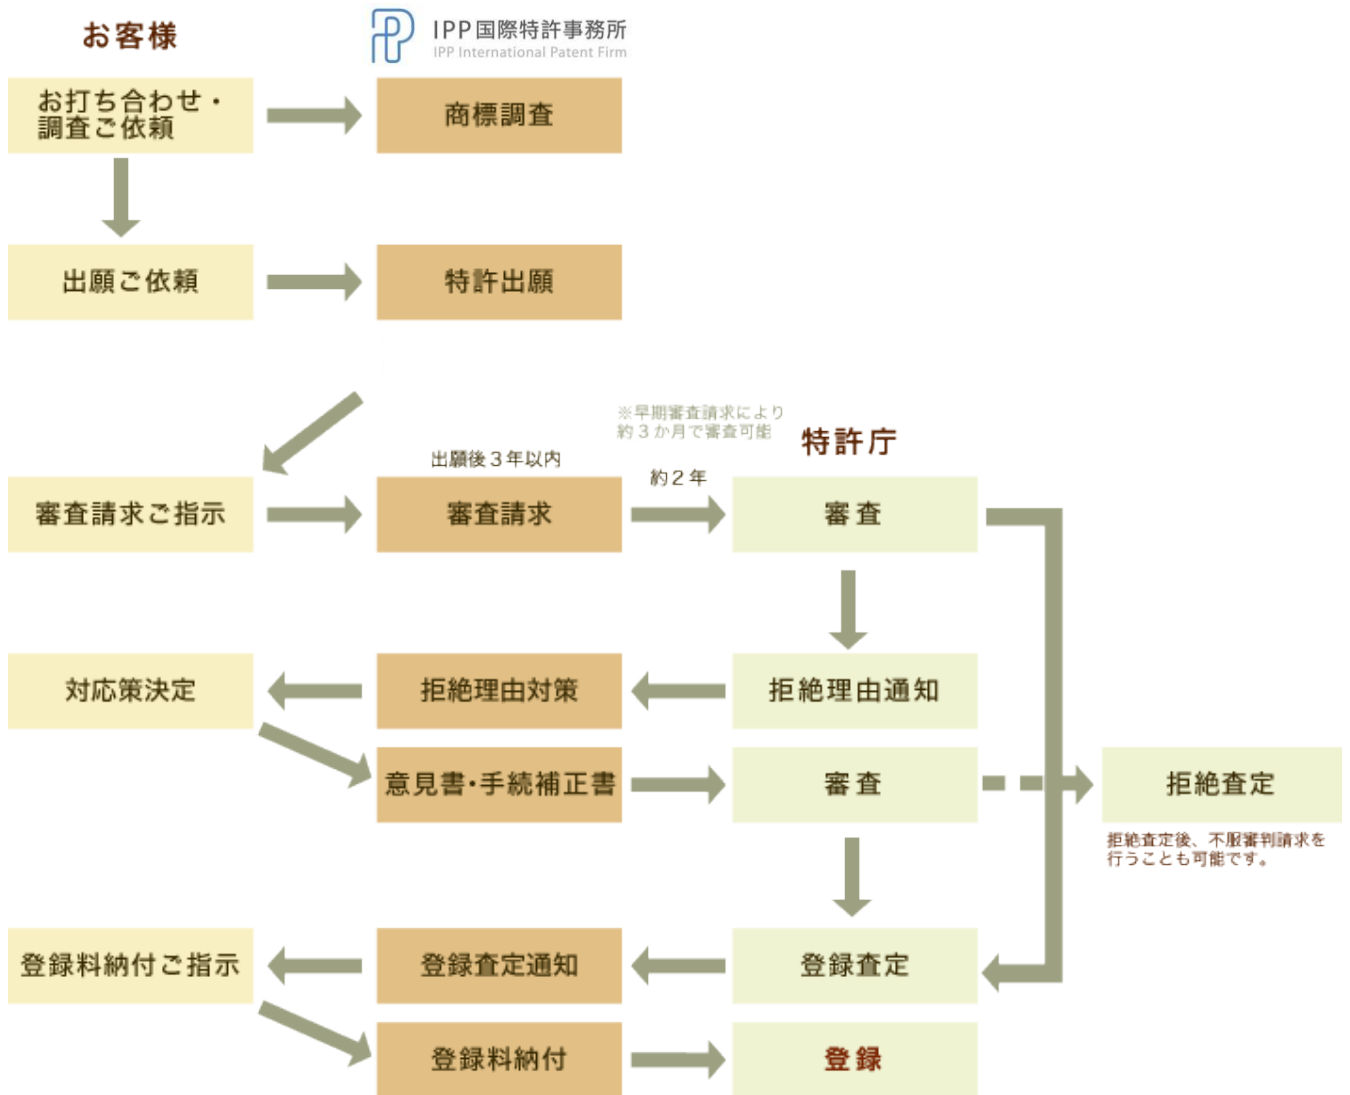 お客様
IPP国際特許事務所
IPP International Patent Firm
お打ち合わせ・
調査ご依頼
商標調査
出願ご依頼
特許出願
※早期審査請求により
約３か月で審査可能
特許庁
出願後３年以内
約２年
審査請求ご指示
審査請求
審査
対応策決定
拒絶理由対策
拒絶理由通知
意見書・手続補正書
審査
拒絶査定
拒絶査定後、不服審判請求を
行うことも可能です。
登録料納付ご指示
登録査定通知
登録査定
登録料納付
登録